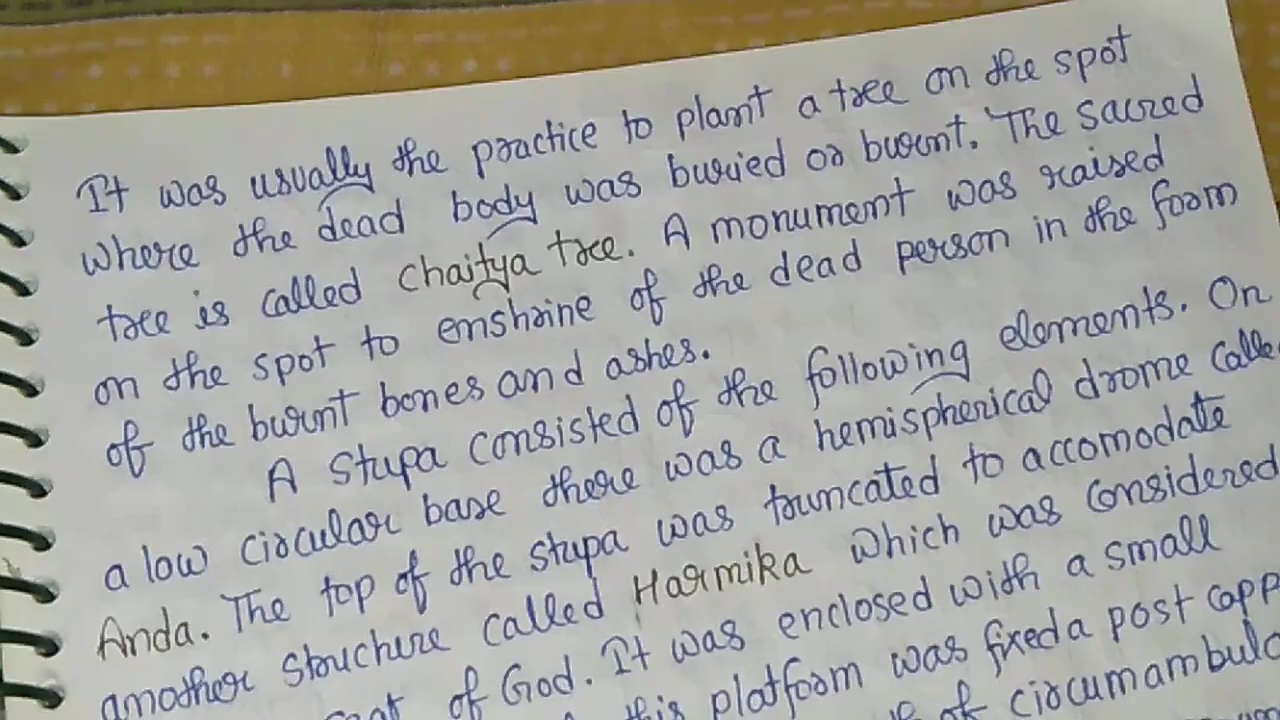 It was usually the practice to plant a tree on the spot
where the dead body was buried or burnt. The sacred
tree is called Chaitya tree. A monument was raised
on the spot to enshrine of the dead person in the form
of the burnt bones and ashes.
A stupa consisted of the following elements. On
a low circular base there was a hemispherical drome calle
Anda. The top of the stupa was truncated to accomodate
another structure called Harmika which was considered
of God. It was enclosed with a small
this platform was fixed a post capp
of circumambula